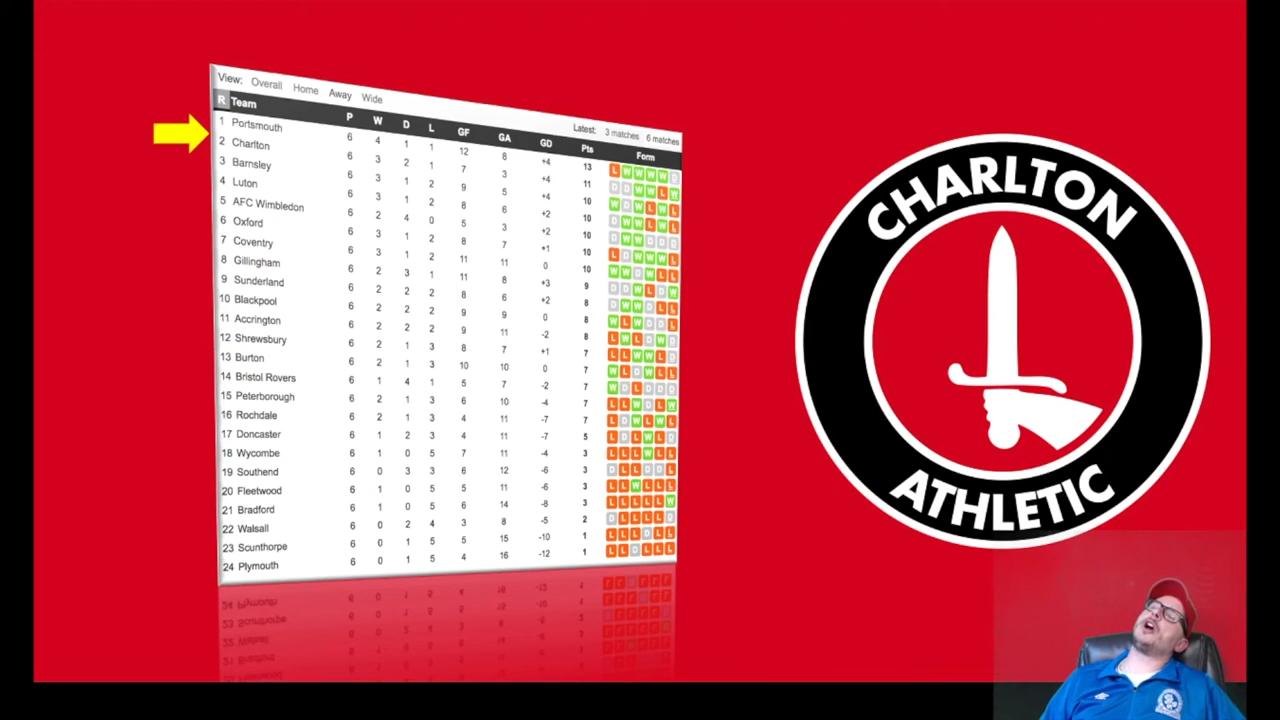 View: Overall Home Away Wide
Latest: 3 matches 6 matches
R Team P W D L GF GA GD Pts Form
1 Portsmouth 6 4 1 1 12 8 +4 13 L W W W W D
2 Charlton 6 3 2 1 7 3 +4 11 D D W W L W
3 Barnsley 6 3 1 2 9 5 +4 10 W D W L W L
4 Luton 6 3 1 2 8 6 +2 10 D W W L W L
5 AFC Wimbledon 6 2 4 0 5 3 +2 10 D W W D D D
6 Oxford 6 3 1 2 8 7 +1 10 L D W W W L
7 Coventry 6 3 1 2 11 11 0 10 W W D W L L
8 Gillingham 6 2 3 1 11 8 +3 9 D D W L D W
9 Sunderland 6 2 2 2 8 6 +2 8 D W W D L L
10 Blackpool 6 2 2 2 9 9 0 8 W L W D D L
11 Accrington 6 2 2 2 9 11 -2 8 L W L D W D
12 Shrewsbury 6 2 1 3 8 7 +1 7 L L W W L D
13 Burton 6 2 1 3 10 10 0 7 W L D W L L
14 Bristol Rovers 6 1 4 1 5 7 -2 7 W D L D D D
15 Peterborough 6 2 1 3 6 10 -4 7 L L W D L W
16 Rochdale 6 2 1 3 4 11 -7 7 L D W L W L
17 Doncaster 6 1 2 3 4 11 -7 5 L D L W L D
18 Wycombe 6 1 0 5 7 11 -4 3 L L L W L L
19 Southend 6 0 3 3 6 12 -6 3 D L L D D L
20 Fleetwood 6 1 0 5 5 11 -6 3 L L W L L L
21 Bradford 6 1 0 5 6 14 -8 3 L L L L L W
22 Walsall 6 0 2 4 3 8 -5 2 D L L L L D
23 Scunthorpe 6 0 1 5 5 15 -10 1 L L L D L L
24 Plymouth 6 0 1 5 4 16 -12 1 L L D L L L
CHARLTON
ATHLETIC